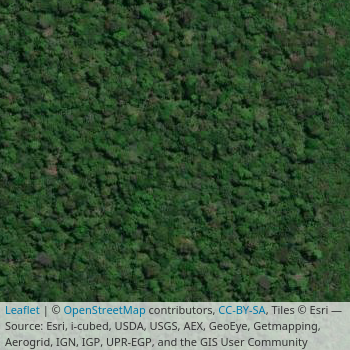 Leaflet | © OpenStreetMap contributors, CC-BY-SA, Tiles © Esri —
Source: Esri, i-cubed, USDA, USGS, AEX, GeoEye, Getmapping,
Aerogrid, IGN, IGP, UPR-EGP, and the GIS User Community